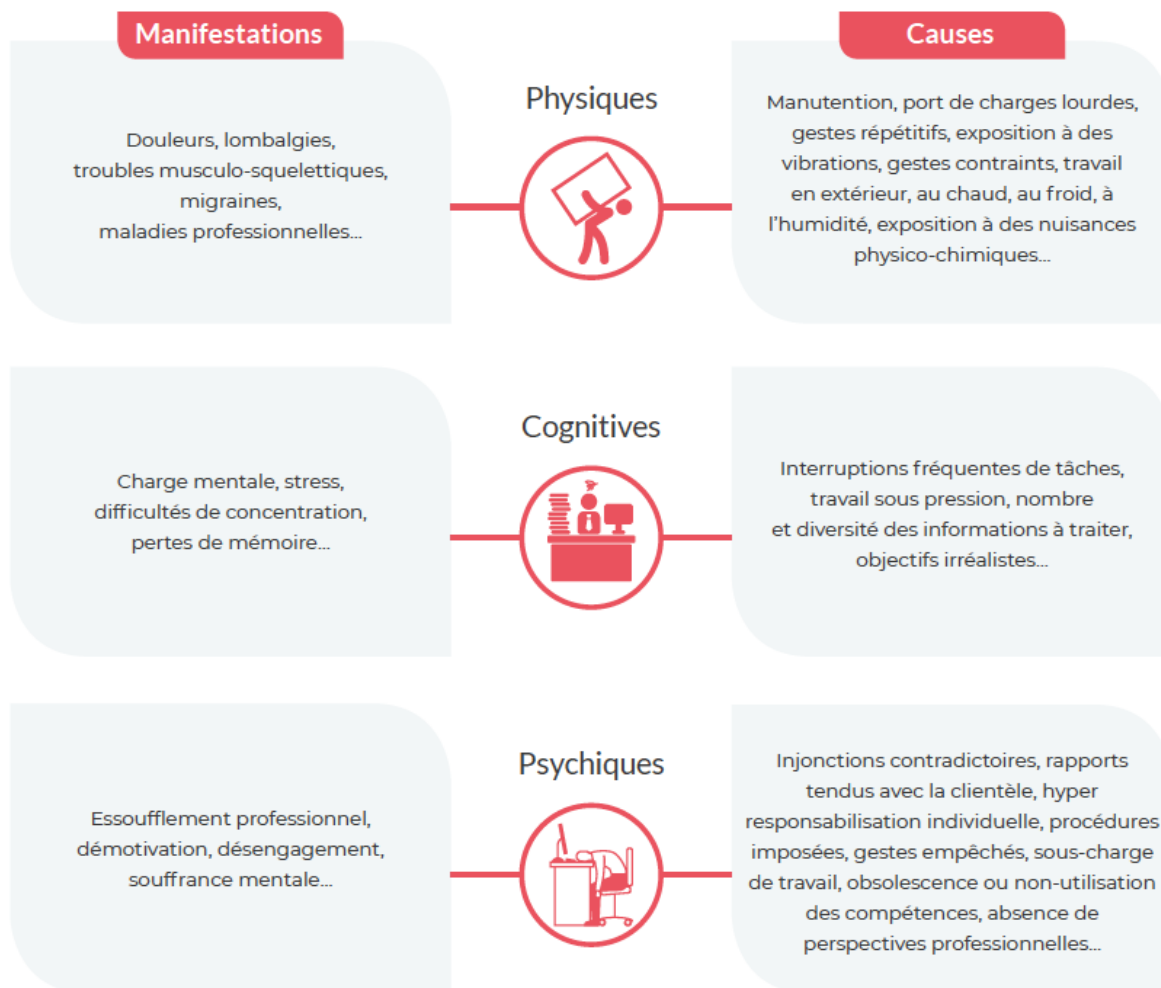 Manifestations
Causes
Physiques
Douleurs, lombalgies,
troubles musculo-squelettiques,
migraines,
maladies professionnelles...
Manutention, port de charges lourdes,
gestes répétitifs, exposition à des
vibrations, gestes contraints, travail
en extérieur, au chaud, au froid, à
l'humidité, exposition à des nuisances
physico-chimiques...
Cognitives
Charge mentale, stress,
difficultés de concentration,
pertes de mémoire...
Interruptions fréquentes de tâches,
travail sous pression, nombre
et diversité des informations à traiter,
objectifs irréalistes...
Psychiques
Essoufflement professionnel,
démotivation, désengagement,
souffrance mentale...
Injonctions contradictoires, rapports
tendus avec la clientèle, hyper
responsabilisation individuelle, procédures
imposées, gestes empêchés, sous-charge
de travail, obsolescence ou non-utilisation
des compétences, absence de
perspectives professionnelles...